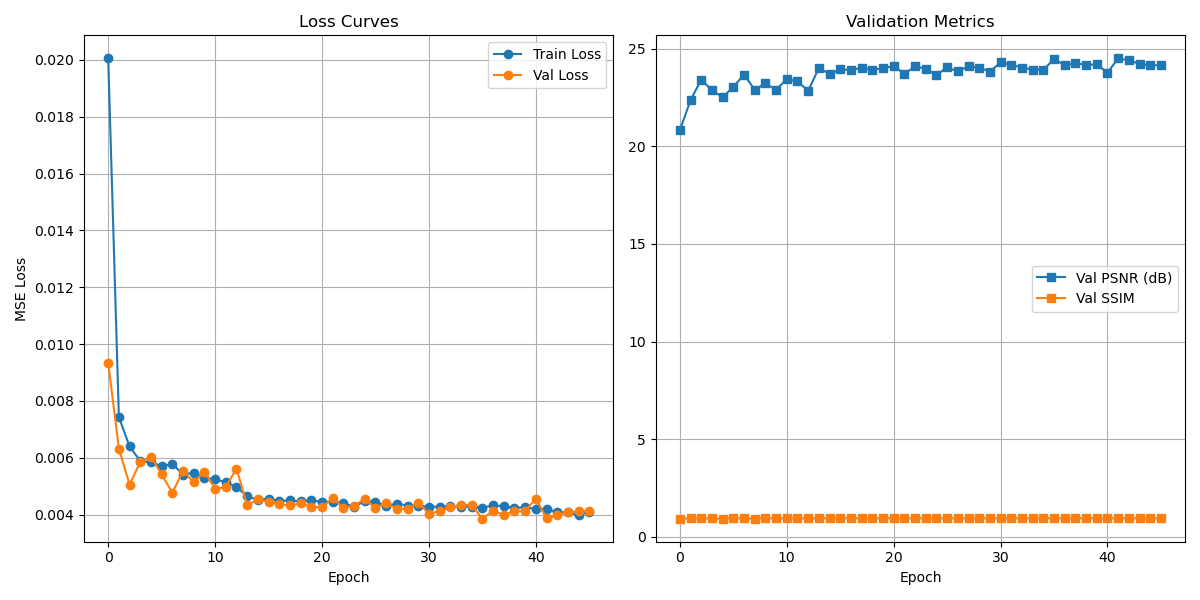 Loss Curves
0.020
0.018
0.016
0.014
0.012
0.010
0.008
0.006
0.004
MSE Loss
0
10
20
30
40
Epoch
Train Loss
Val Loss
Validation Metrics
25
20
15
10
5
0
0
10
20
30
40
Epoch
Val PSNR (dB)
Val SSIM